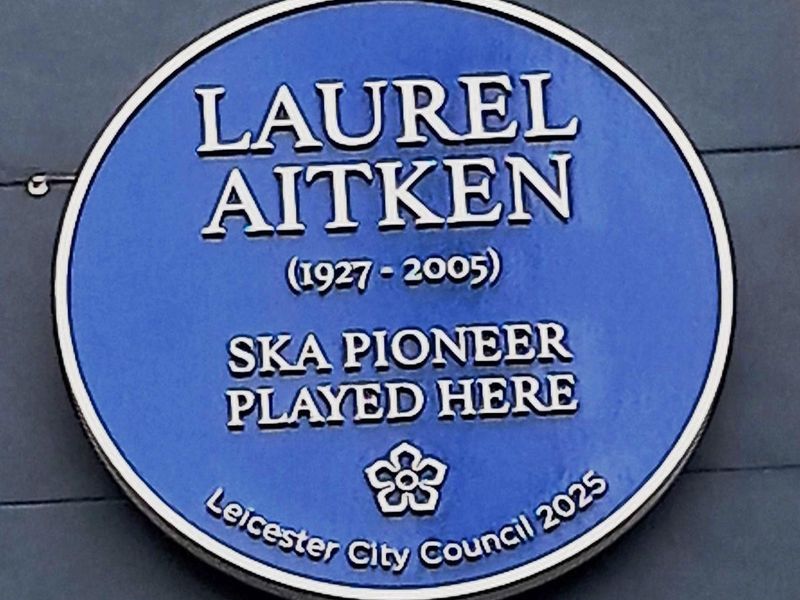 LAUREL
AITKEN
(1927 - 2005)
SKA PIONEER
PLAYED HERE
Leicester City Council 2025